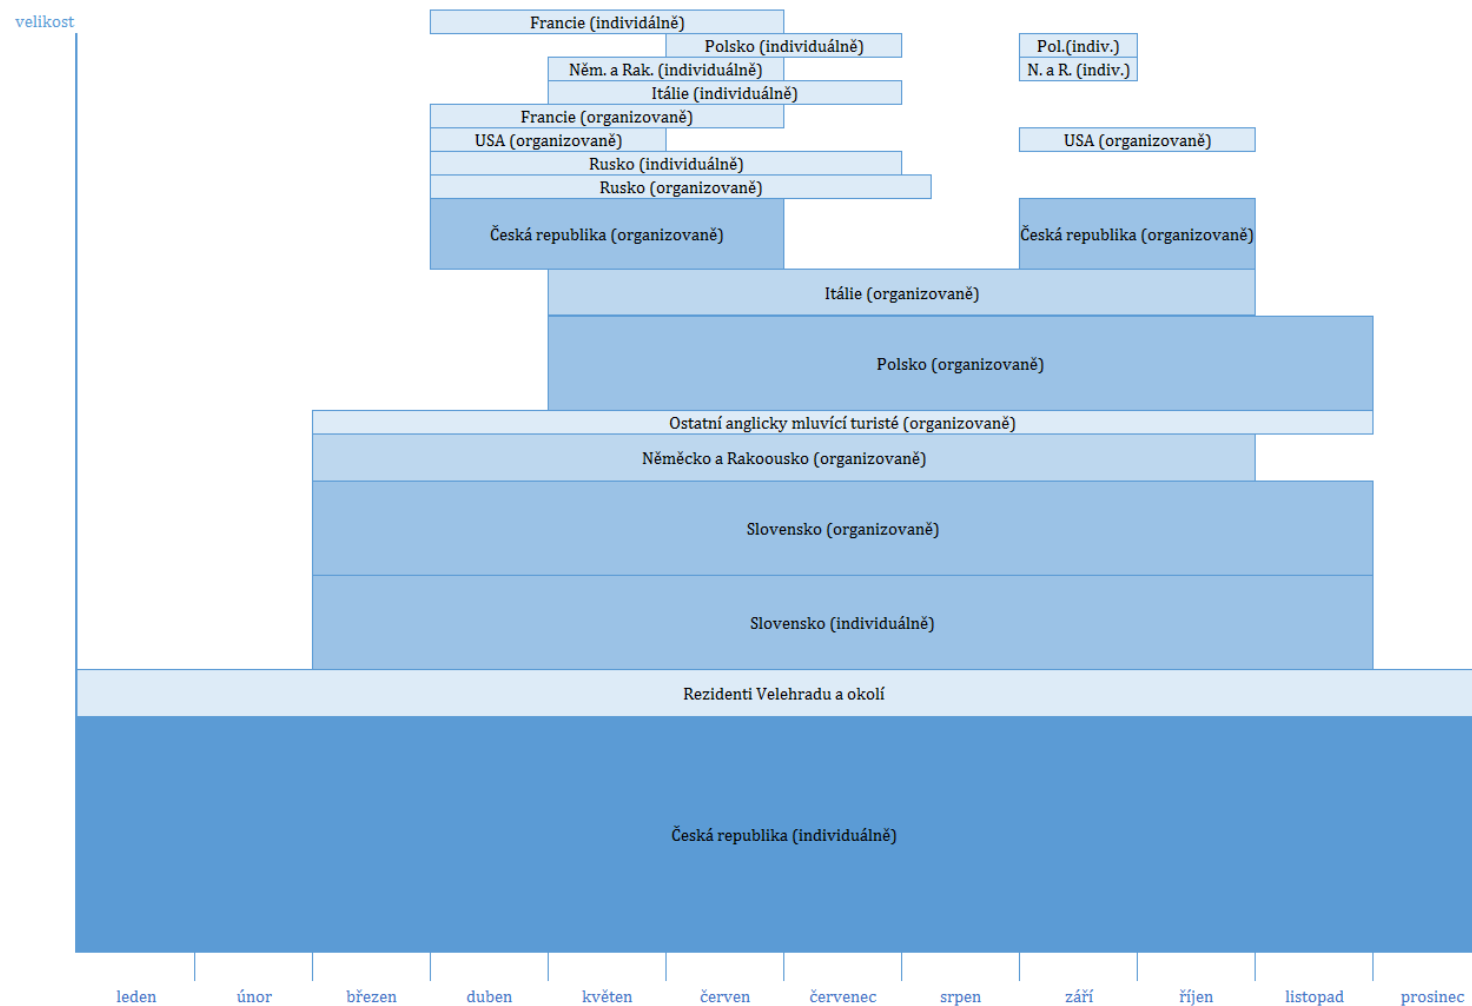 velikost
Francie (individálně)
Polsko (individuálně)
Pol.(indiv.)
Něm. a Rak. (individuálně)
N. a R. (indiv.)
Itálie (individuálně)
Francie (organizovaně)
USA (organizovaně)
USA (organizovaně)
Rusko (individuálně)
Rusko (organizovaně)
Česká republika (organizovaně)
Česká republika (organizovaně)
Itálie (organizovaně)
Polsko (organizovaně)
Ostatní anglicky mluvící turisté (organizovaně)
Německo a Rakoousko (organizovaně)
Slovensko (organizovaně)
Slovensko (individuálně)
Rezidenti Velehradu a okolí
Česká republika (individuálně)
leden únor březen duben květen červen červenec srpen září říjen listopad prosinec